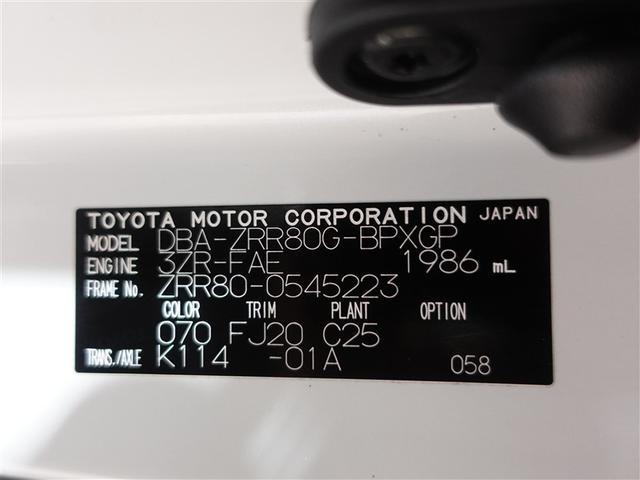 TOYOTA MOTOR CORPORATION JAPAN
MODEL DBA-ZRR80G-BPXGP
ENGINE 3ZR-FAE 1986 mL
FRAME No. ZRR80-0545223
COLOR TRIM PLANT OPTION
070 FJ20 C25
TRANS./AXLE K114 -01A 058